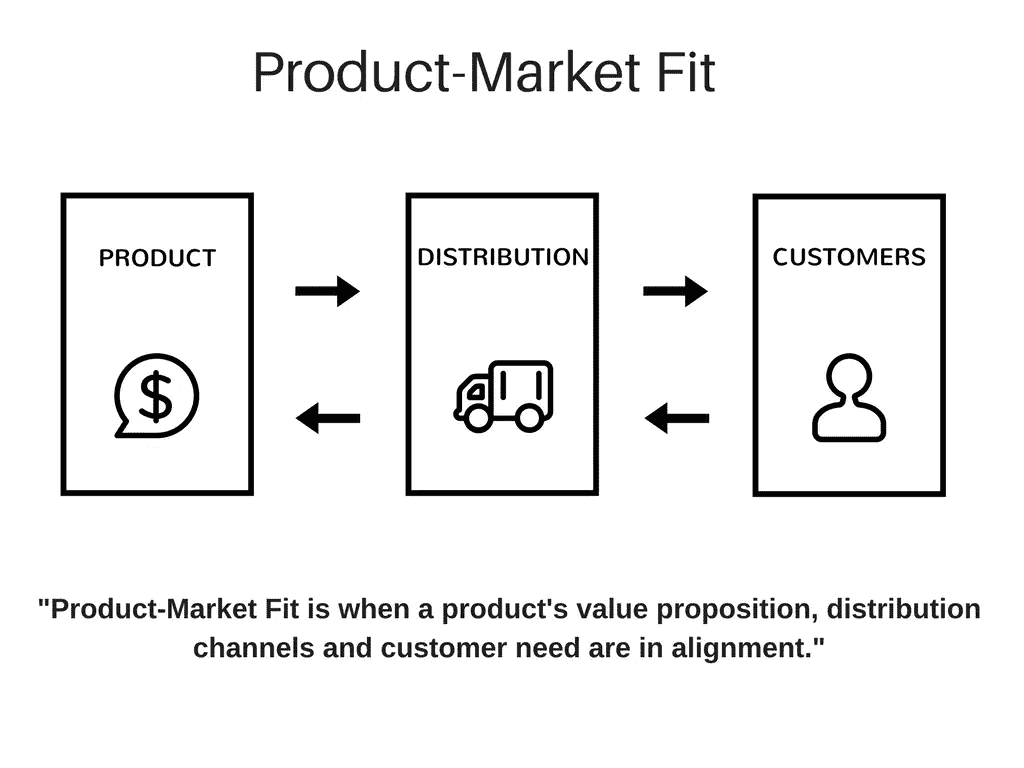 Product-Market Fit
PRODUCT
DISTRIBUTION
CUSTOMERS
$
"Product-Market Fit is when a product's value proposition, distribution
channels and customer need are in alignment."